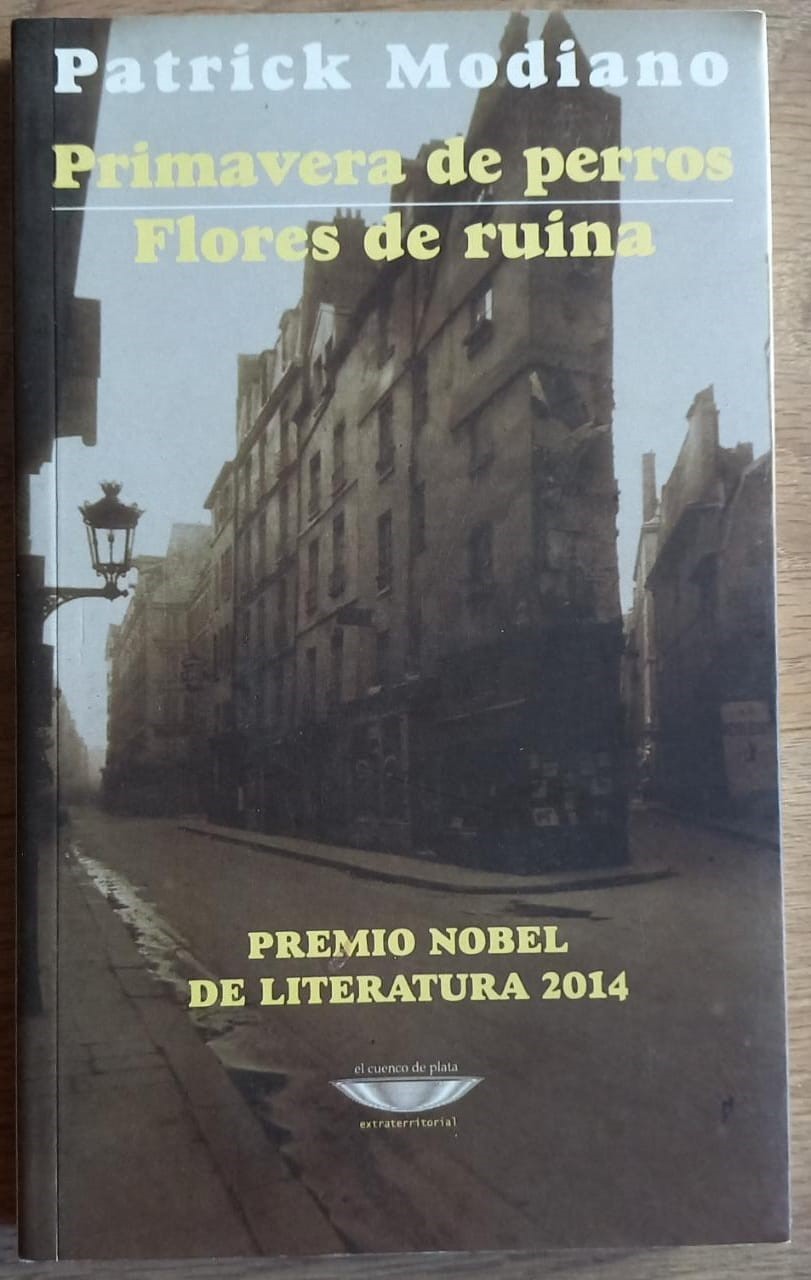 Patrick Modiano
Primavera de perros
Flores de ruina
PREMIO NOBEL
DE LITERATURA 2014
el cuenco de plata
extraterritorial